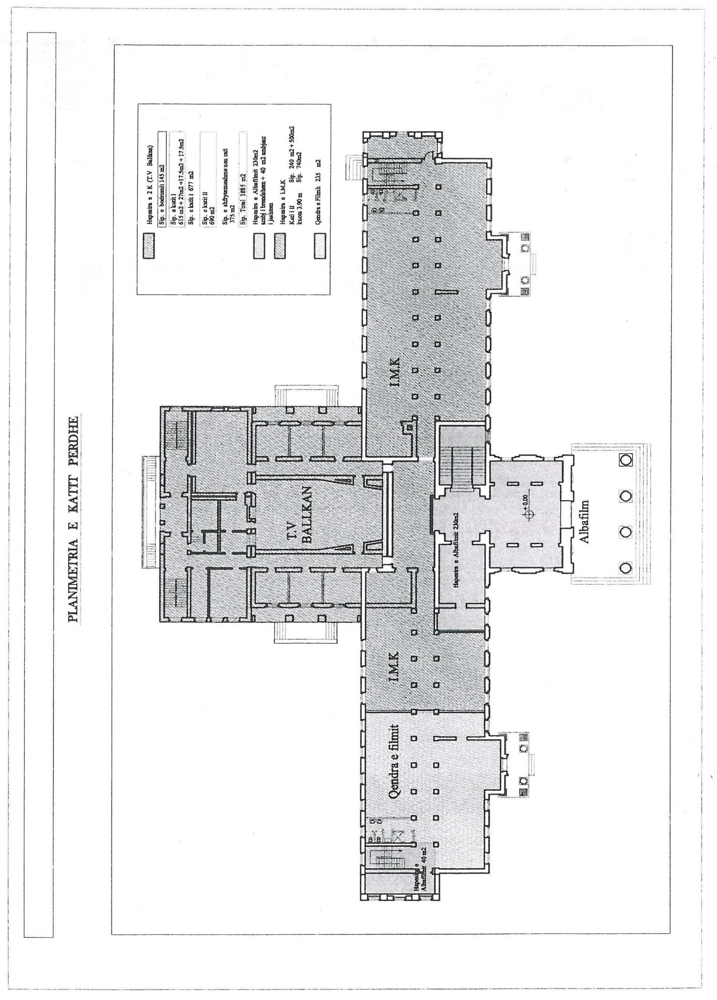 PLANIMETRIA E KATIT PERDHE
Hapesira e 2 K (T.V Ballkan)
Sip. e bodrumit 145 m2
Sip. e katit I
615 m2 + 27m2 +17.5m2 + 17.5m2
Sip. e katit I 677 m2
Sip. e katit II
690 m2
Sip. e shfrytezueshme nen cati
375 m2
Sip. Total 1885 m2
Hapesira e Albafilmit 230m2
ambj i brendshem + 40 m2 ambjent
i jashtem
Hapesira e I.M.K
Kati i II Sip. 240 m2 + 500m2
kuota 3.90 m Sip. 740m2
Qendra e Filmit 235 m2
T.V
BALLKAN
I.M.K
I.M.K
Qendra e filmit
Hapesira e
Albafilmit 40 m2
Hapesira e Albafilmit 230m2
+ 0.00
Albafilm